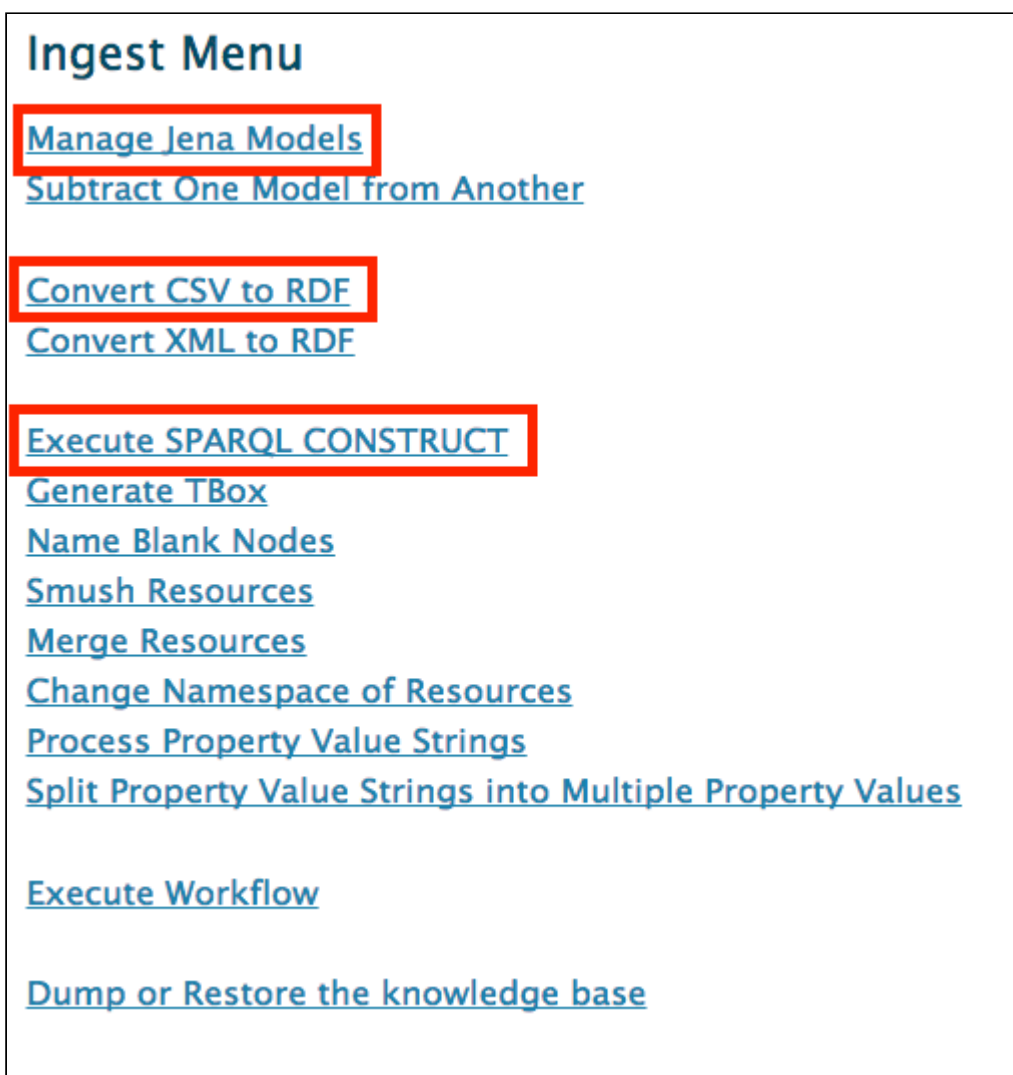 Ingest Menu
Manage Jena Models
Subtract One Model from Another
Convert CSV to RDF
Convert XML to RDF
Execute SPARQL CONSTRUCT
Generate TBox
Name Blank Nodes
Smush Resources
Merge Resources
Change Namespace of Resources
Process Property Value Strings
Split Property Value Strings into Multiple Property Values
Execute Workflow
Dump or Restore the knowledge base